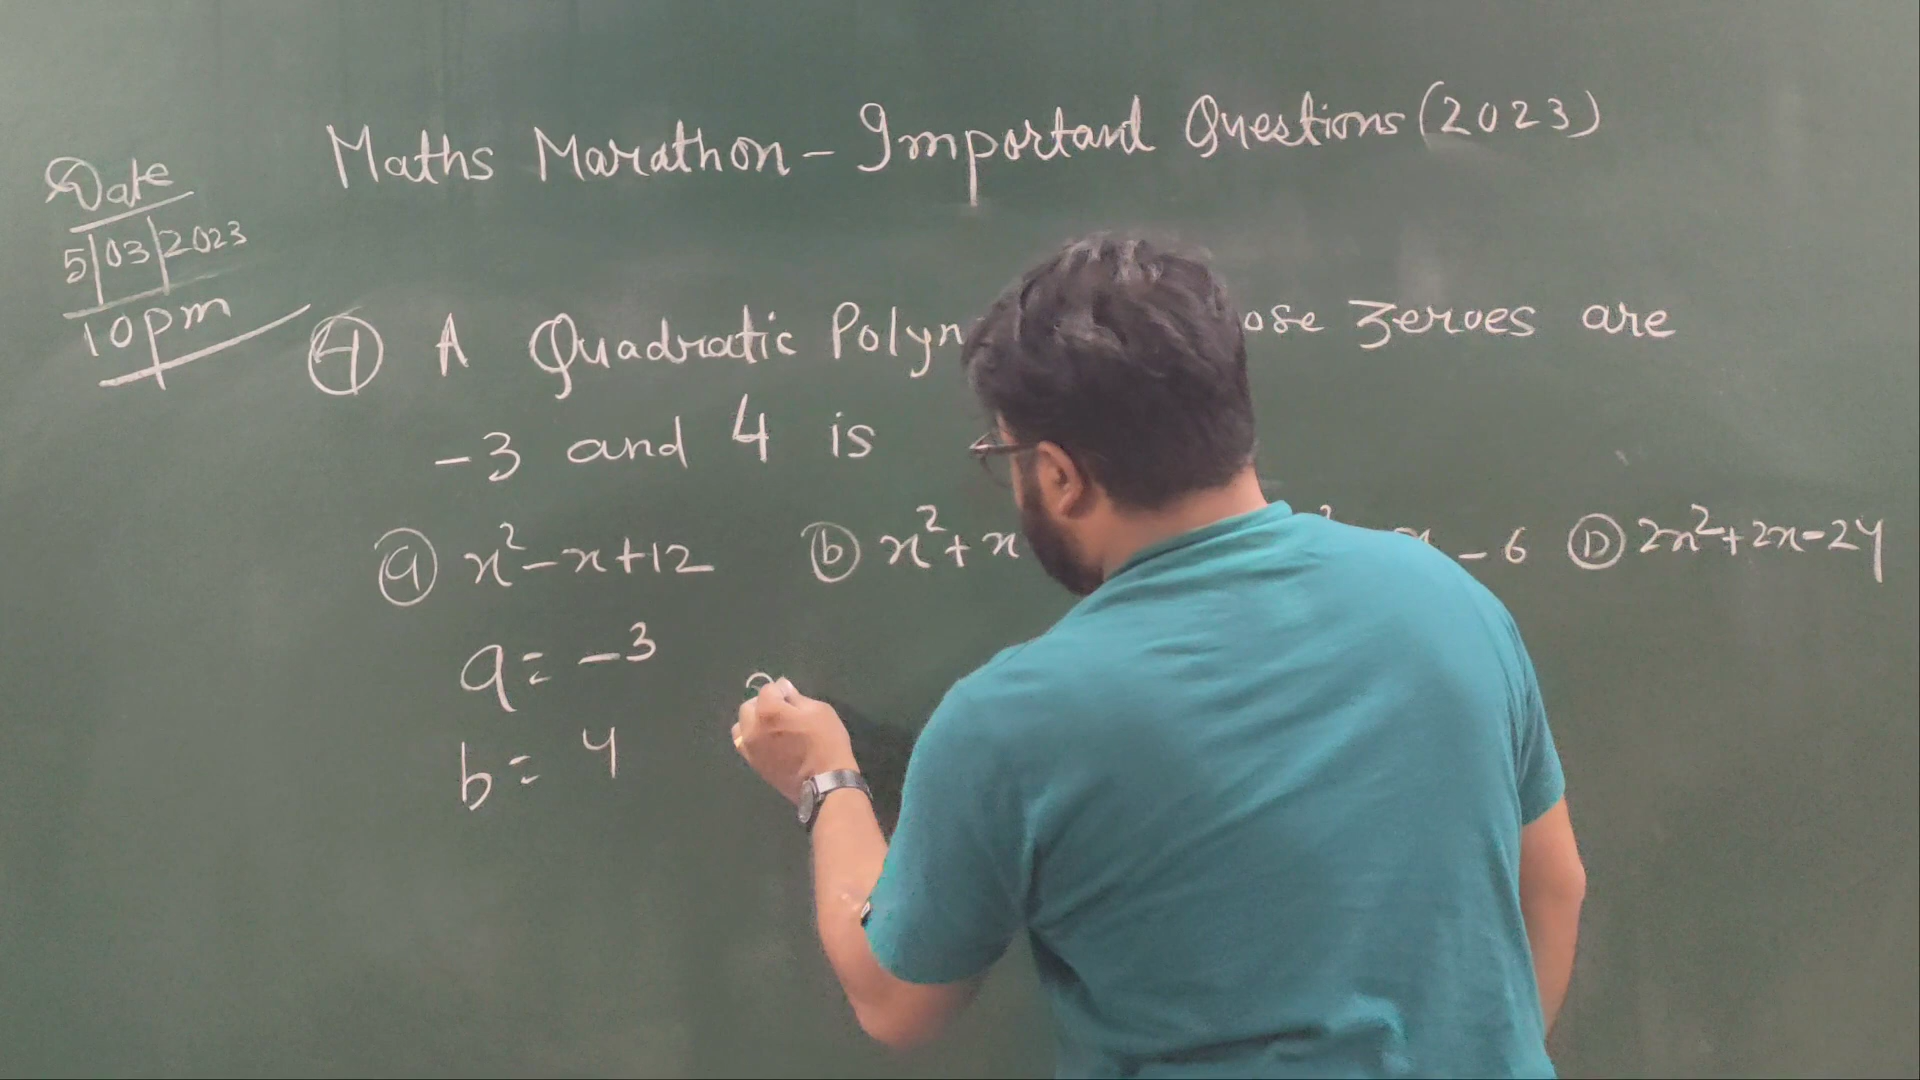 Maths Marathon - Important Questions (2023)
Date
5/03/2023
10pm
④ A Quadratic Polyn ose Zeroes are
-3 and 4 is
ⓐ x²-x+12 ⓑ x²+x - 6 Ⓓ 2x²+2x-24
a= -3
b= 4